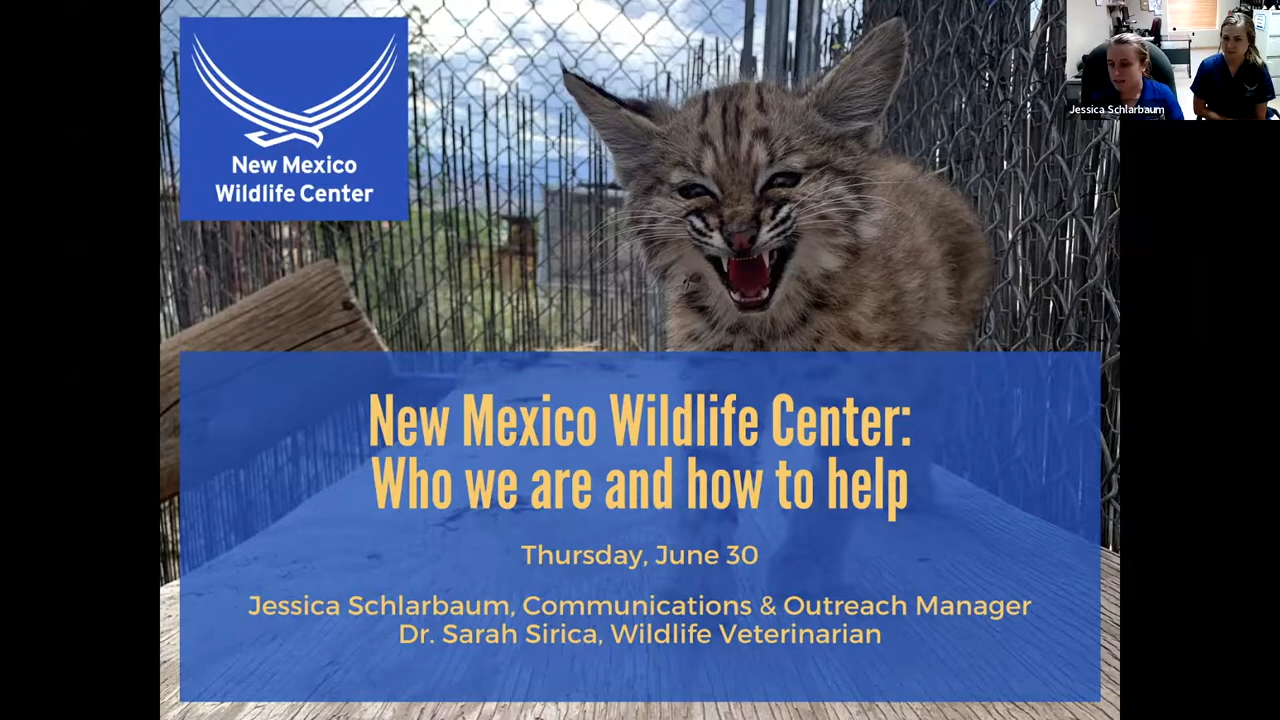 New Mexico
Wildlife Center
Jessica Schlarbaum
New Mexico Wildlife Center:
Who we are and how to help
Thursday, June 30
Jessica Schlarbaum, Communications & Outreach Manager
Dr. Sarah Sirica, Wildlife Veterinarian